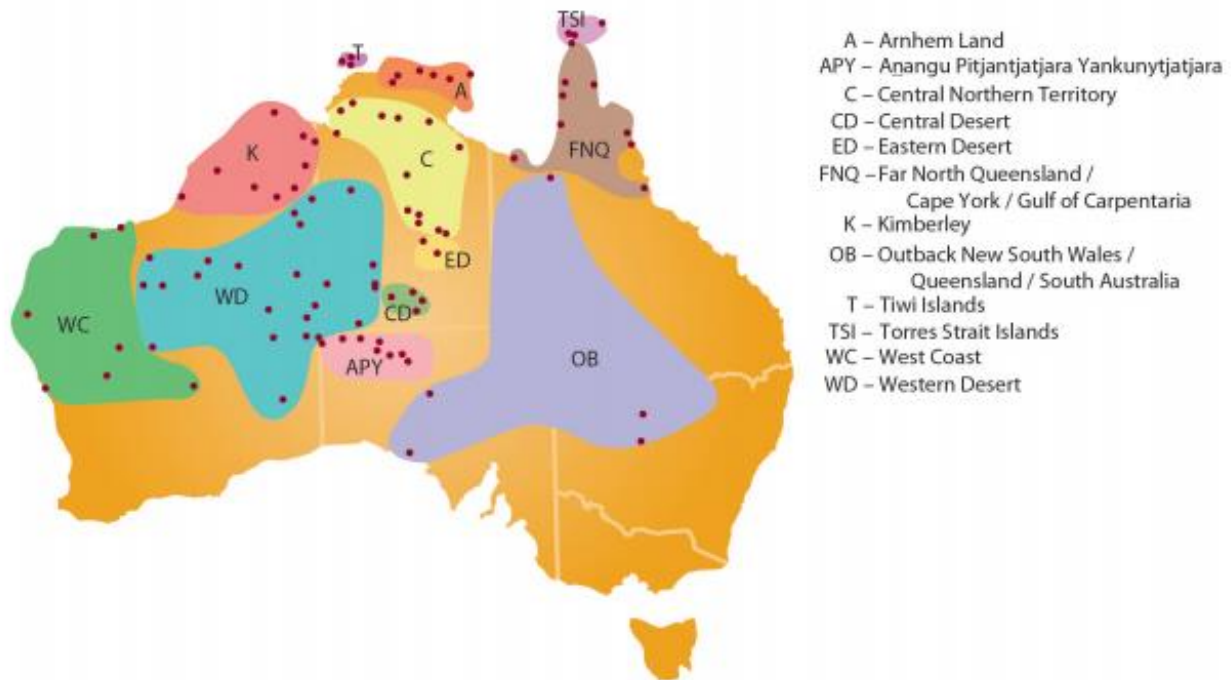 TSI
T
A
K
C
FNQ
ED
WD
CD
WC
APY
OB
A – Arnhem Land
APY – Aṉangu Pitjantjatjara Yankunytjatjara
C – Central Northern Territory
CD – Central Desert
ED – Eastern Desert
FNQ – Far North Queensland /
Cape York / Gulf of Carpentaria
K – Kimberley
OB – Outback New South Wales /
Queensland / South Australia
T – Tiwi Islands
TSI – Torres Strait Islands
WC – West Coast
WD – Western Desert